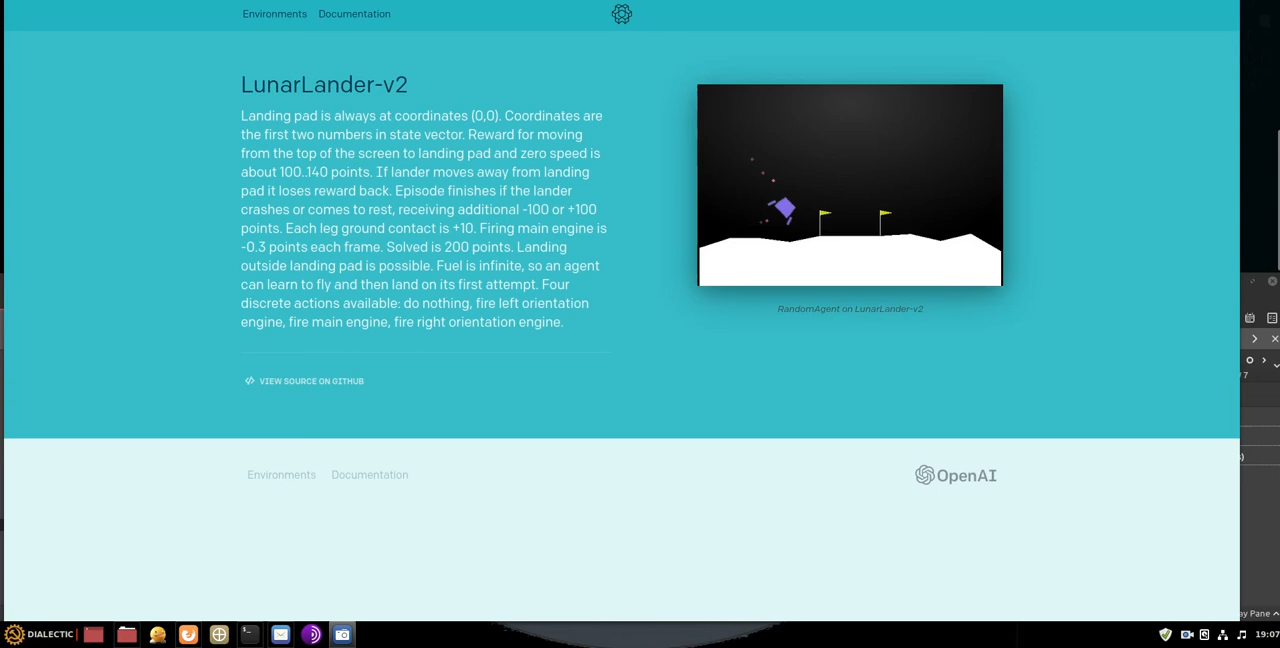 Environments Documentation
LunarLander-v2
Landing pad is always at coordinates (0,0). Coordinates are
the first two numbers in state vector. Reward for moving
from the top of the screen to landing pad and zero speed is
about 100..140 points. If lander moves away from landing
pad it loses reward back. Episode finishes if the lander
crashes or comes to rest, receiving additional -100 or +100
points. Each leg ground contact is +10. Firing main engine is
-0.3 points each frame. Solved is 200 points. Landing
outside landing pad is possible. Fuel is infinite, so an agent
can learn to fly and then land on its first attempt. Four
discrete actions available: do nothing, fire left orientation
engine, fire main engine, fire right orientation engine.
RandomAgent on LunarLander-v2
VIEW SOURCE ON GITHUB
/7
Environments Documentation
OpenAI
ay Pane
DIALECTIC
19:07